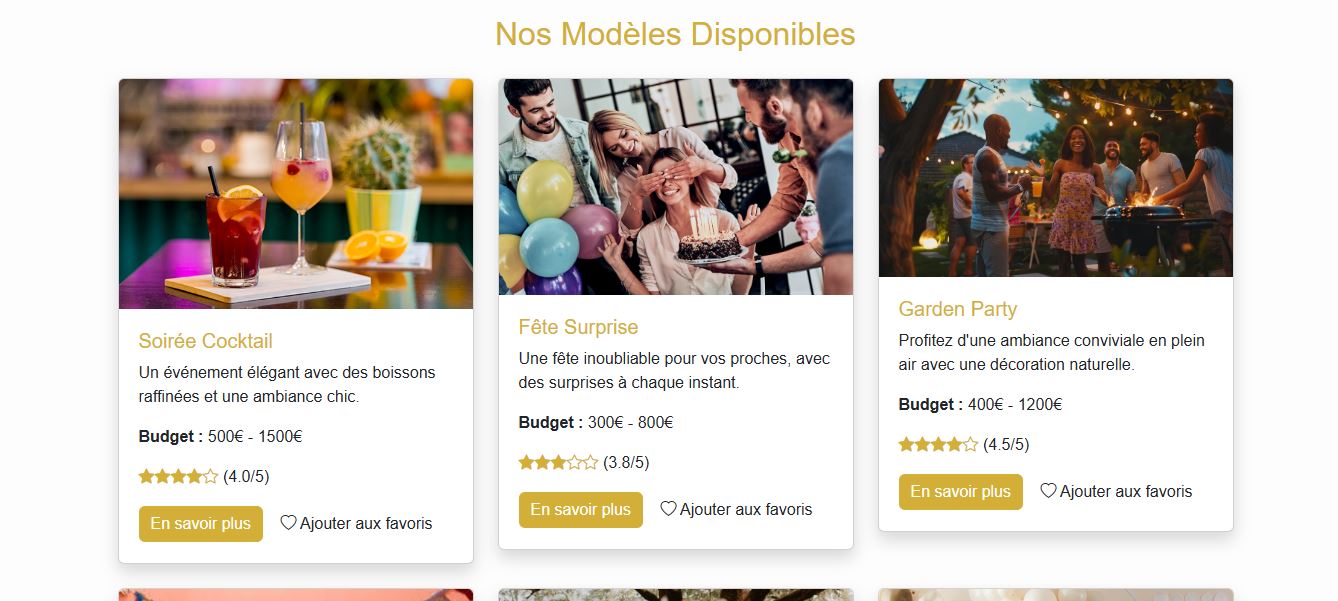 Nos Modèles Disponibles
Soirée Cocktail
Un événement élégant avec des boissons
raffinées et une ambiance chic.
Budget : 500€ - 1500€
(4.0/5)
En savoir plus
Ajouter aux favoris
Fête Surprise
Une fête inoubliable pour vos proches, avec
des surprises à chaque instant.
Budget : 300€ - 800€
(3.8/5)
En savoir plus
Ajouter aux favoris
Garden Party
Profitez d'une ambiance conviviale en plein
air avec une décoration naturelle.
Budget : 400€ - 1200€
(4.5/5)
En savoir plus
Ajouter aux favoris